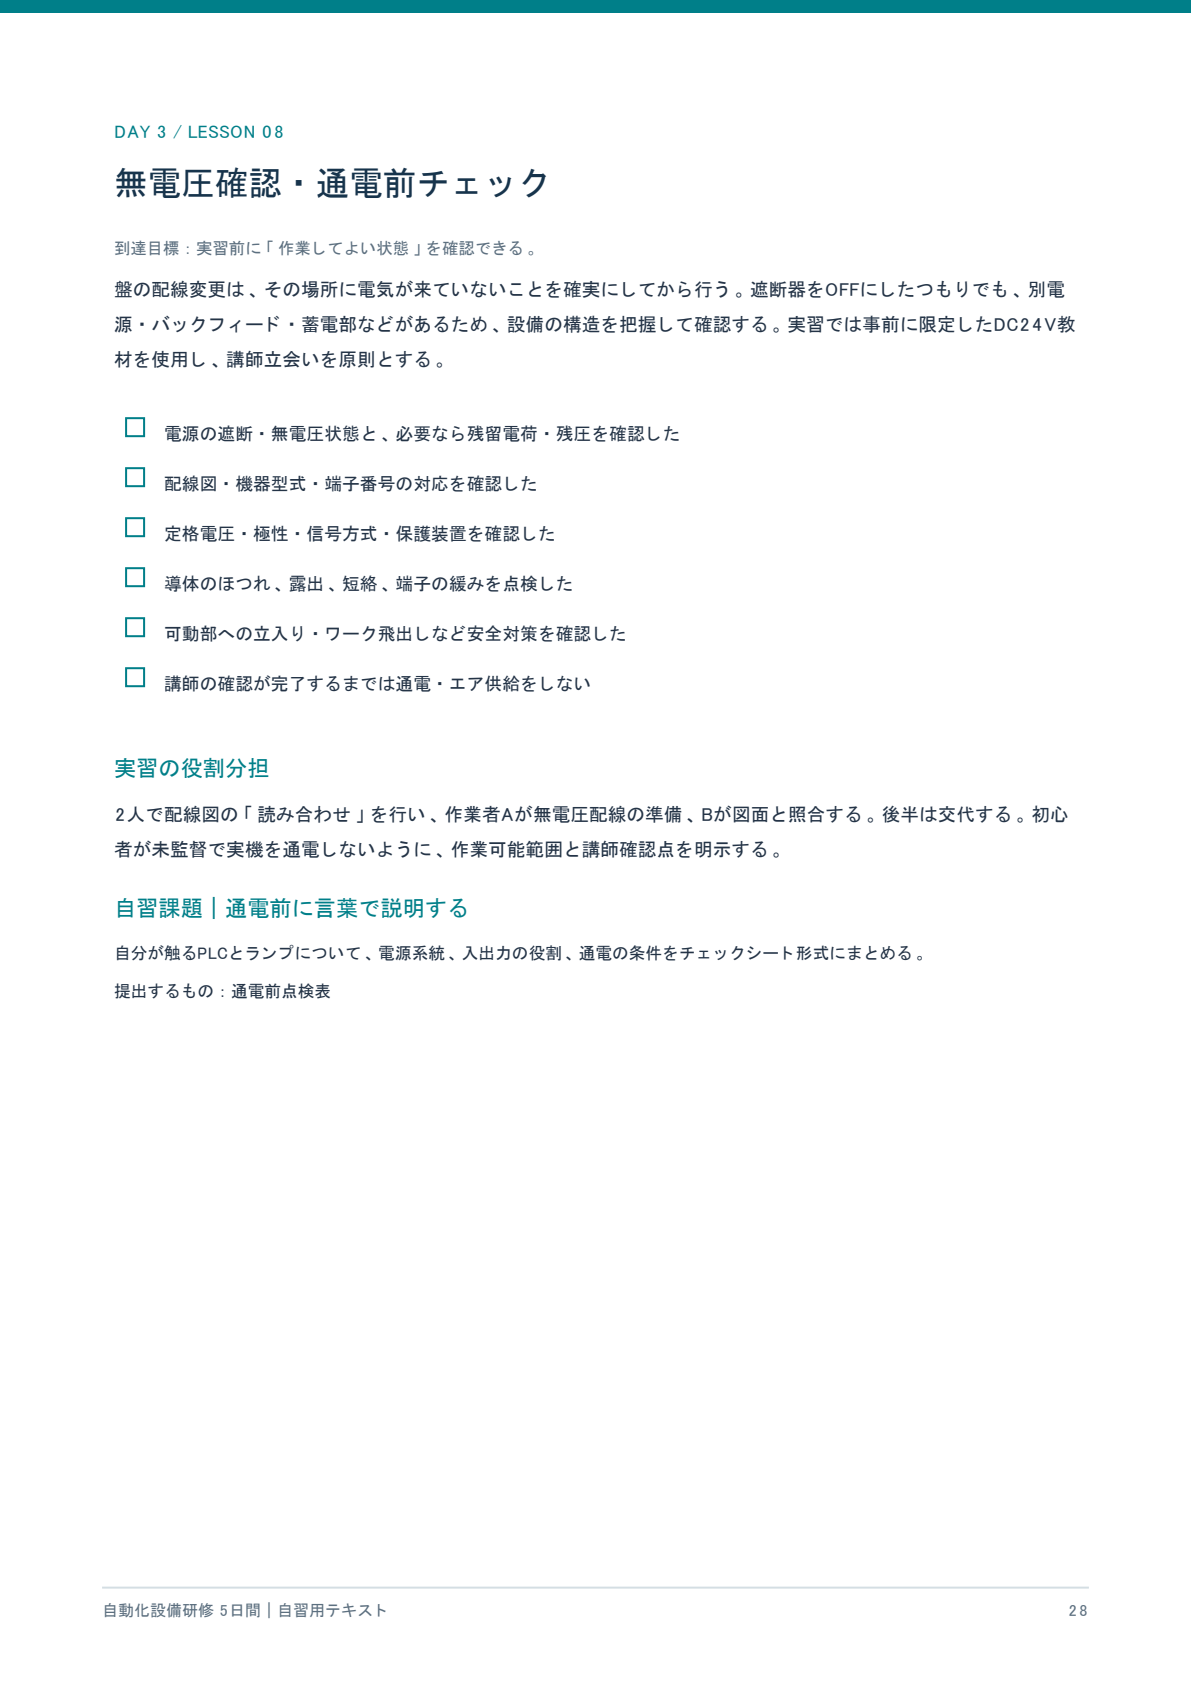 DAY 3 / LESSON 08
無電圧確認・通電前チェック
到達目標：実習前に「作業してよい状態」を確認できる。
盤の配線変更は、その場所に電気が来ていないことを確実にしてから行う。遮断器をOFFにしたつもりでも、別電
源・バックフィード・蓄電部などがあるため、設備の構造を把握して確認する。実習では事前に限定したDC24V教
材を使用し、講師立会いを原則とする。
□ 電源の遮断・無電圧状態と、必要なら残留電荷・残圧を確認した
□ 配線図・機器型式・端子番号の対応を確認した
□ 定格電圧・極性・信号方式・保護装置を確認した
□ 導体のほつれ、露出、短絡、端子の緩みを点検した
□ 可動部への立入り・ワーク飛出しなど安全対策を確認した
□ 講師の確認が完了するまでは通電・エア供給をしない
実習の役割分担
2人で配線図の「読み合わせ」を行い、作業者Aが無電圧配線の準備、Bが図面と照合する。後半は交代する。初心
者が未監督で実機を通電しないように、作業可能範囲と講師確認点を明示する。
自習課題｜通電前に言葉で説明する
自分が触るPLCとランプについて、電源系統、入出力の役割、通電の条件をチェックシート形式にまとめる。
提出するもの：通電前点検表
自動化設備研修 5日間｜自習用テキスト
28